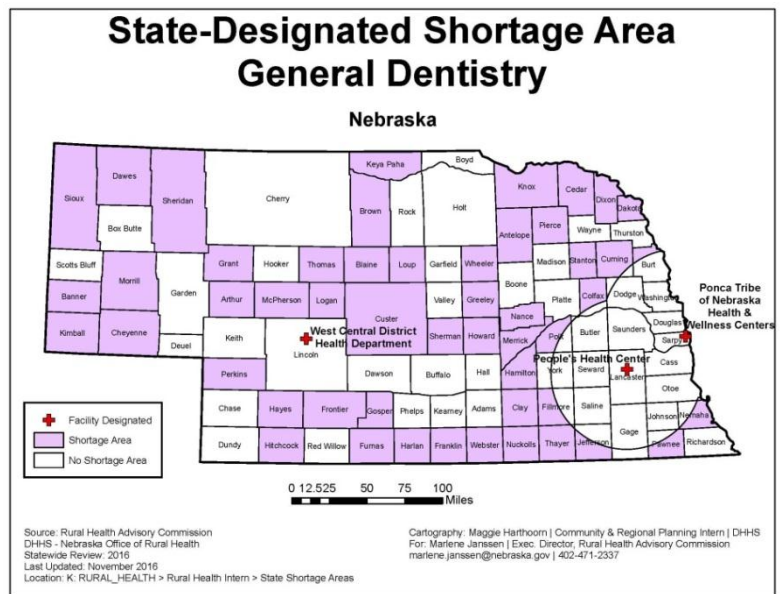 State-Designated Shortage Area
General Dentistry
Nebraska
Keya Paha
Boyd
Dawes
Sioux
Sheridan
Cherry
Knox
Cedar
Dixon
Dakota
Brown
Rock
Holt
Box Butte
Antelope
Pierce
Wayne
Thurston
Scotts Bluff
Morrill
Garden
Grant
Hooker
Thomas
Blaine
Loup
Garfield
Wheeler
Boone
Madison
Stanton
Cuming
Burt
Banner
Arthur
McPherson
Logan
Custer
Valley
Greeley
Platte
Colfax
Dodge
Washington
Ponca Tribe
of Nebraska
Health &
Wellness Centers
Kimball
Cheyenne
Deuel
Keith
Lincoln
West Central District
Health Department
Sherman
Howard
Nance
Merrick
Polk
Butler
Saunders
Douglas
Sarpy
People's Health Center
Perkins
Dawson
Buffalo
Hall
Hamilton
York
Seward
Lancaster
Cass
Otoe
Chase
Hayes
Frontier
Gosper
Phelps
Kearney
Adams
Clay
Fillmore
Saline
Johnson
Nemaha
Dundy
Hitchcock
Red Willow
Furnas
Harlan
Franklin
Webster
Nuckolls
Thayer
Jefferson
Gage
Pawnee
Richardson
Facility Designated
Shortage Area
No Shortage Area
0 12.525 50 75 100
Miles
Source: Rural Health Advisory Commission
DHHS - Nebraska Office of Rural Health
Statewide Review: 2016
Last Updated: November 2016
Location: K: RURAL_HEALTH > Rural Health Intern > State Shortage Areas
Cartography: Maggie Harthoorn | Community & Regional Planning Intern | DHHS
For: Marlene Janssen | Exec. Director, Rural Health Advisory Commission
marlene.janssen@nebraska.gov | 402-471-2337